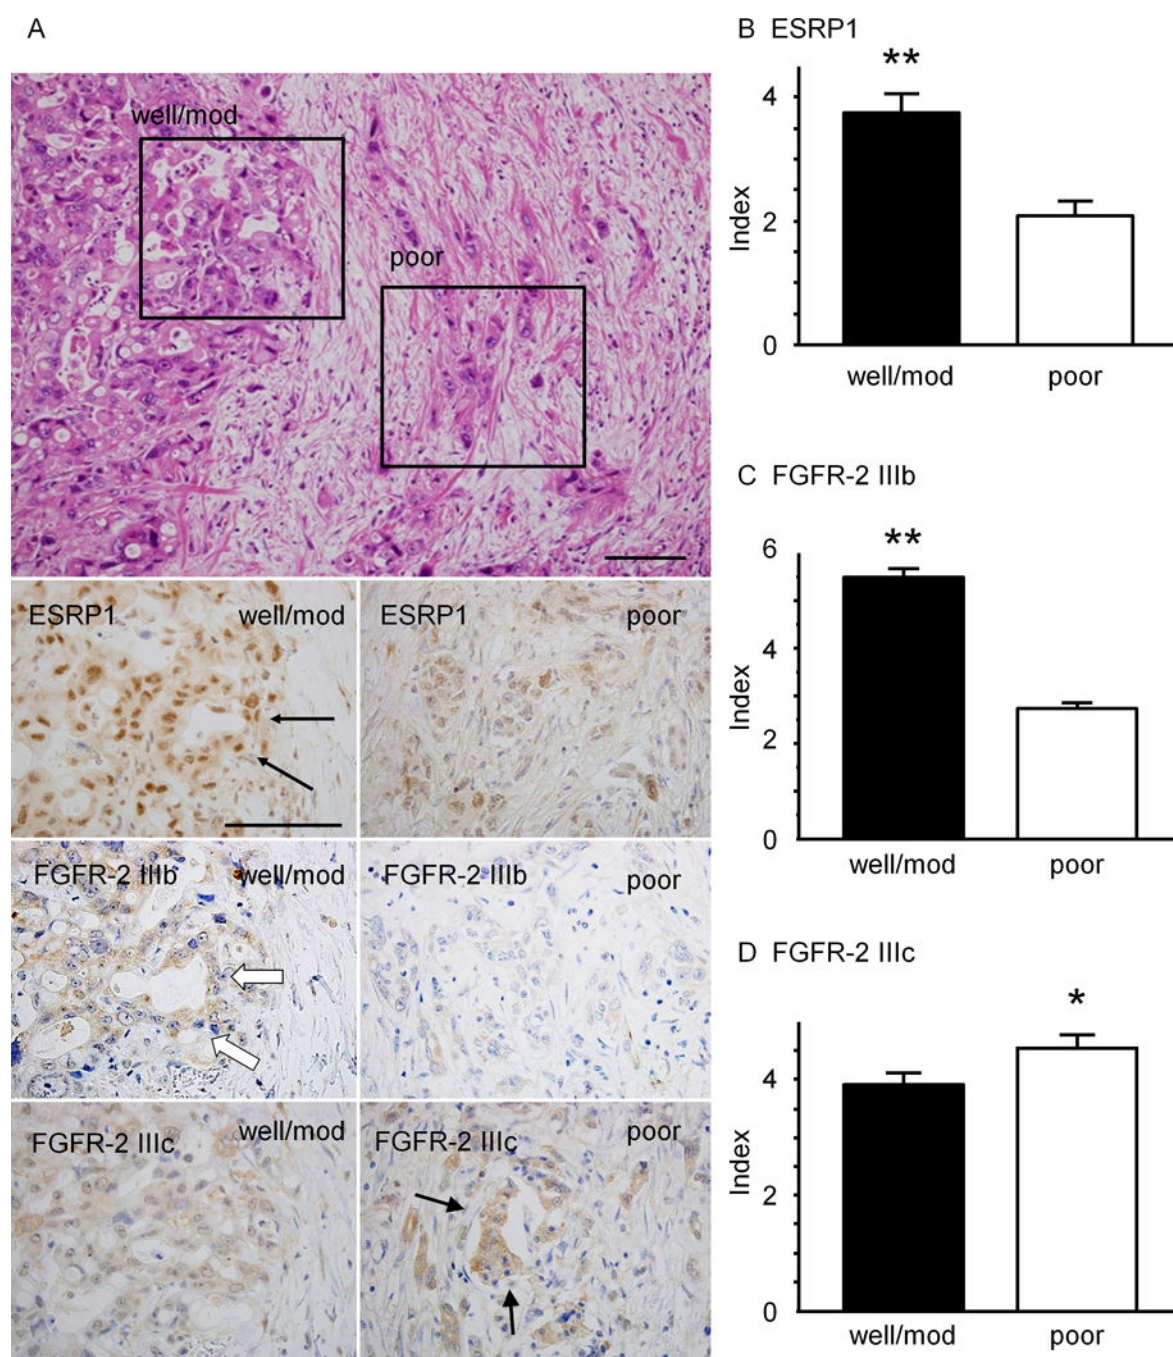 A
well/mod
poor
ESRP1 well/mod
ESRP1 poor
FGFR-2 IIIb well/mod
FGFR-2 IIIb poor
FGFR-2 IIIc well/mod
FGFR-2 IIIc poor
B ESRP1
**
4
2
0
Index
well/mod poor
C FGFR-2 IIIb
**
6
4
2
0
Index
well/mod poor
D FGFR-2 IIIc
*
4
2
0
Index
well/mod poor